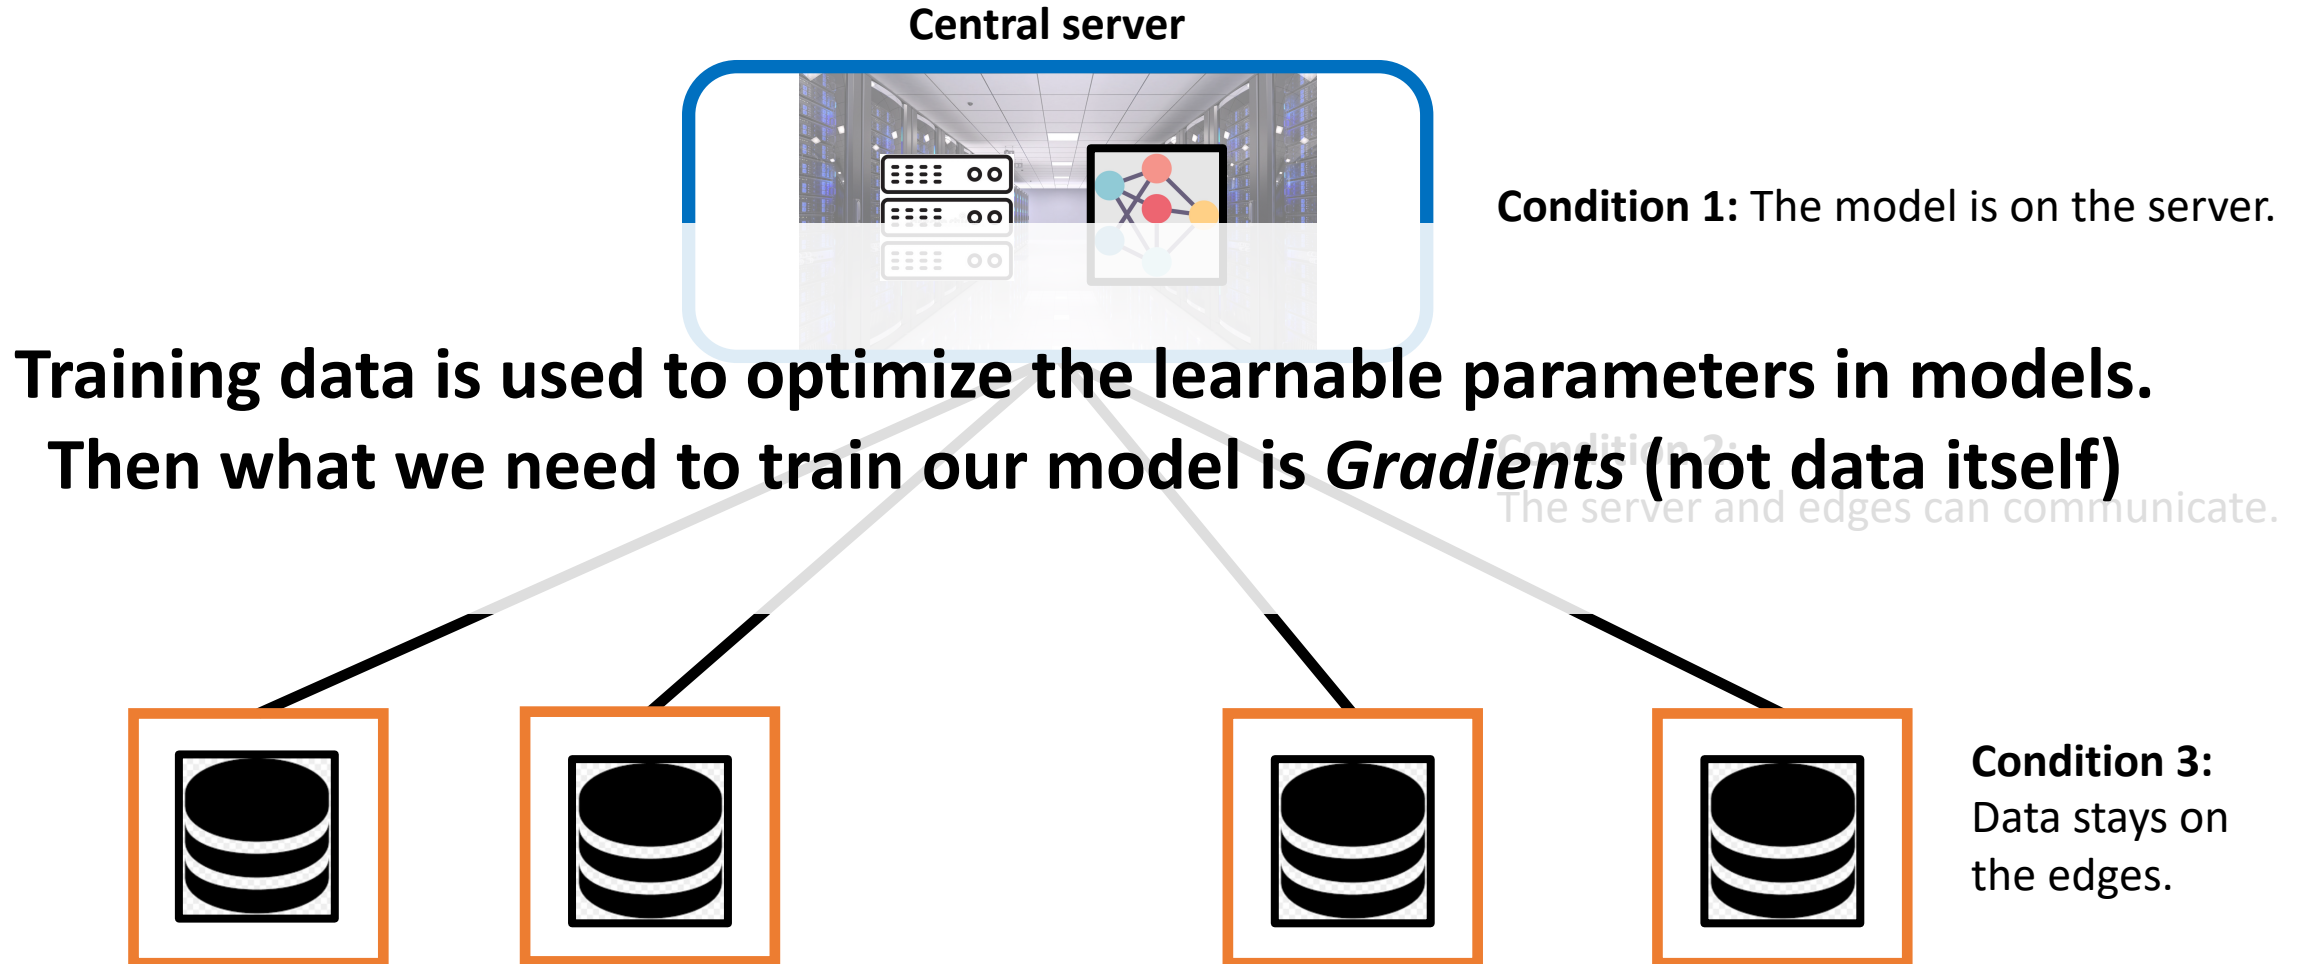 Central server
Condition 1: The model is on the server.
Training data is used to optimize the learnable parameters in models.
Then what we need to train our model is Gradients (not data itself)
Condition 2:
The server and edges can communicate.
Condition 3:
Data stays on
the edges.